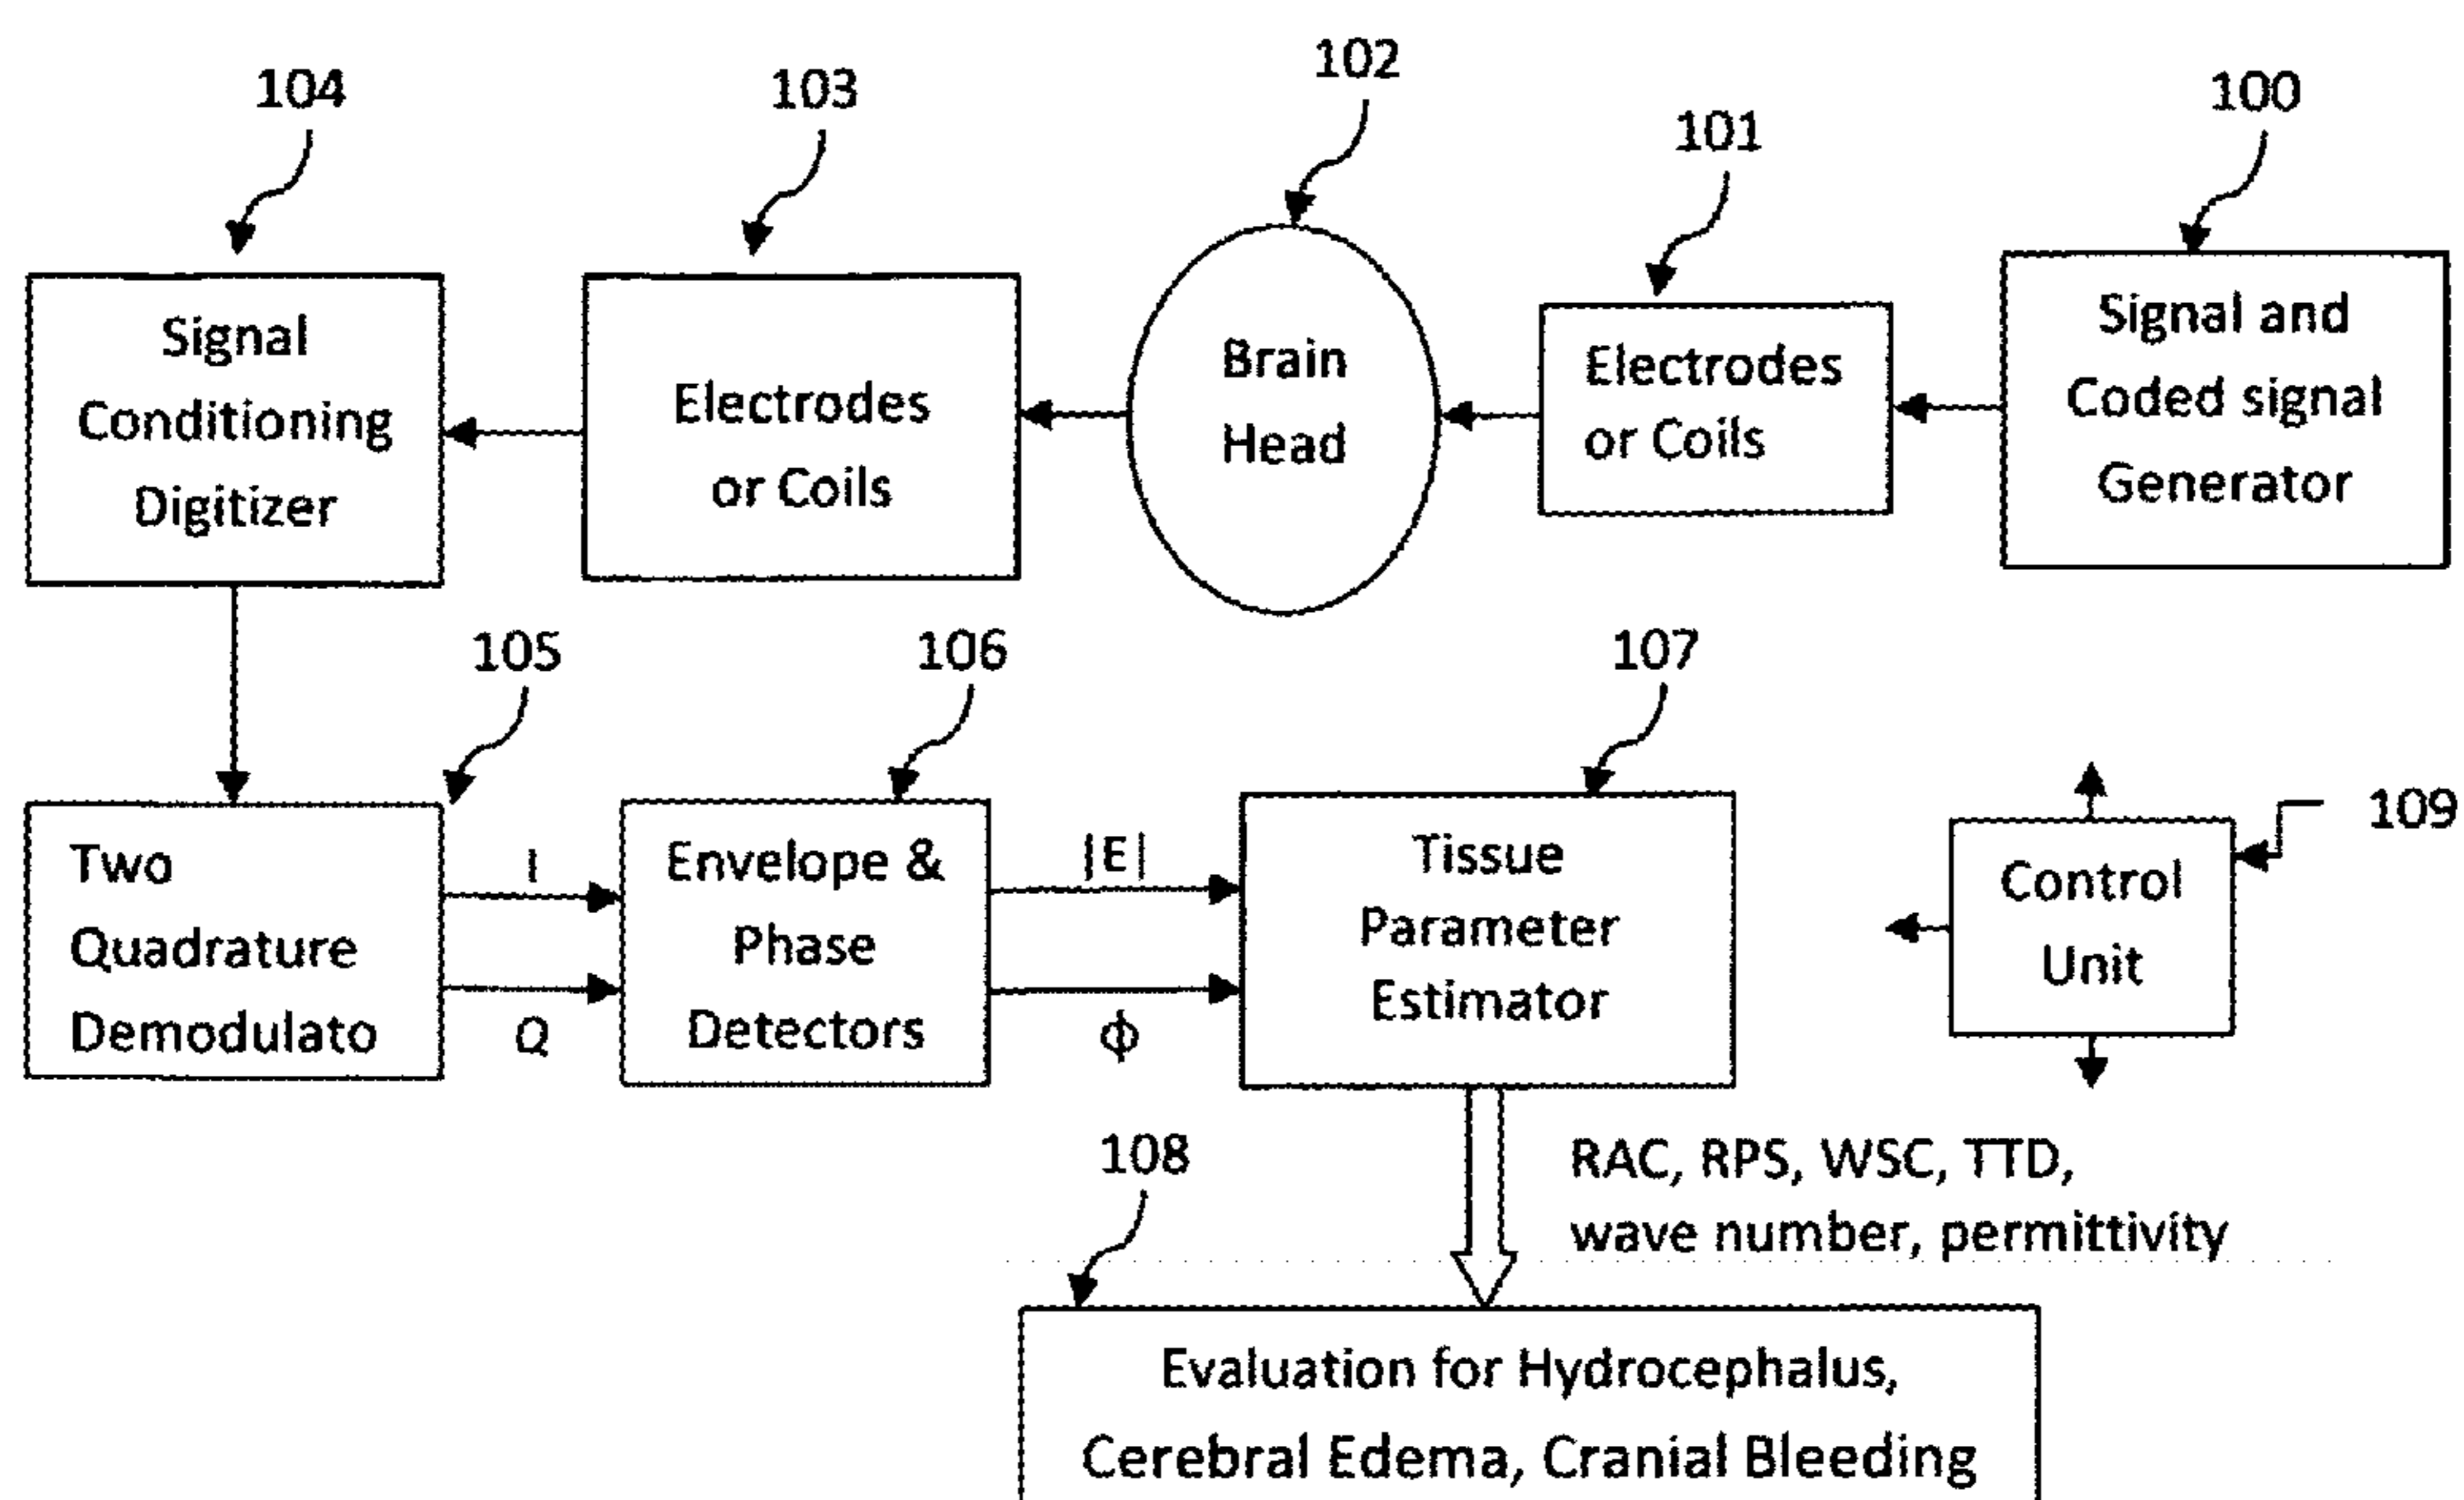 104
103
102
101
100
Signal
Conditioning
Digitizer
Electrodes
or Coils
Brain
Head
Electrodes
or Coils
Signal and
Coded signal
Generator
105
106
107
109
Two
Quadrature
Demodulato
I
Q
Envelope &
Phase
Detectors
|E|
ϕ
Tissue
Parameter
Estimator
Control
Unit
RAC, RPS, WSC, TTD,
wave number, permittivity
108
Evaluation for Hydrocephalus,
Cerebral Edema, Cranial Bleeding